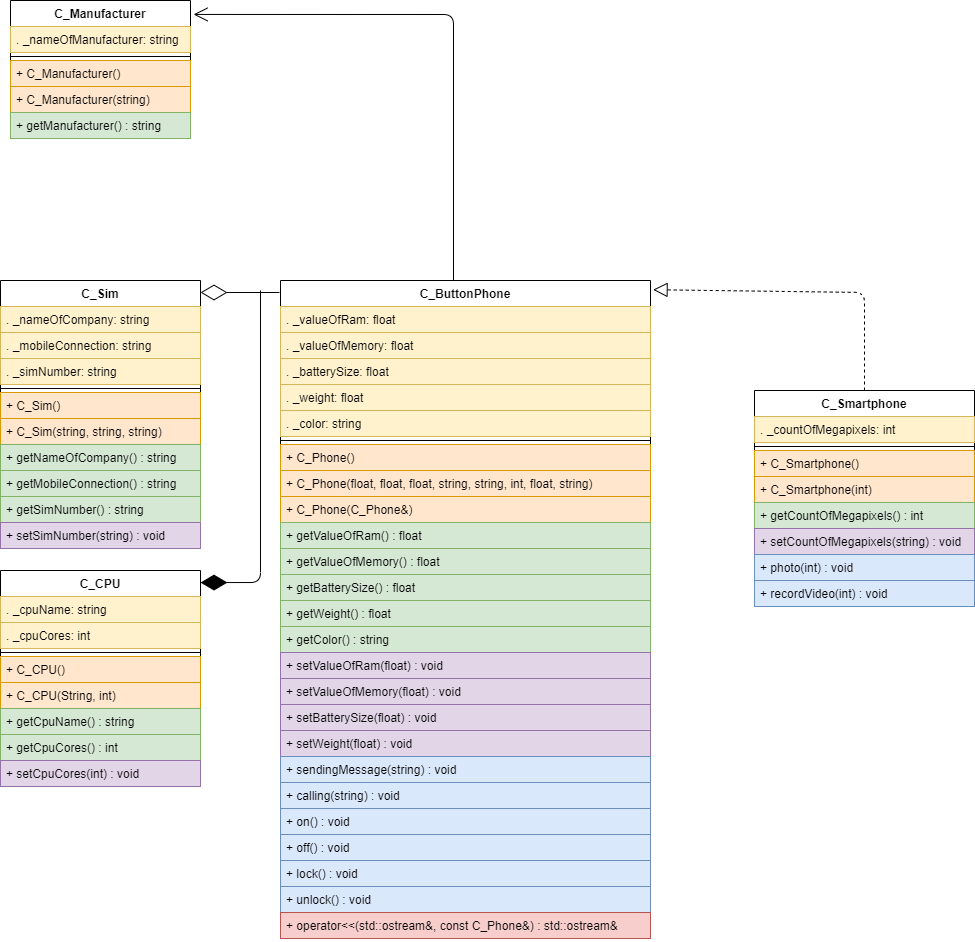 C_Manufacturer
. _nameOfManufacturer: string
+ C_Manufacturer()
+ C_Manufacturer(string)
+ getManufacturer() : string
C_Sim
. _nameOfCompany: string
. _mobileConnection: string
. _simNumber: string
+ C_Sim()
+ C_Sim(string, string, string)
+ getNameOfCompany() : string
+ getMobileConnection() : string
+ getSimNumber() : string
+ setSimNumber(string) : void
C_CPU
. _cpuName: string
. _cpuCores: int
+ C_CPU()
+ C_CPU(String, int)
+ getCpuName() : string
+ getCpuCores() : int
+ setCpuCores(int) : void
C_ButtonPhone
. _valueOfRam: float
. _valueOfMemory: float
. _batterySize: float
. _weight: float
. _color: string
+ C_Phone()
+ C_Phone(float, float, float, string, string, int, float, string)
+ C_Phone(C_Phone&)
+ getValueOfRam() : float
+ getValueOfMemory() : float
+ getBatterySize() : float
+ getWeight() : float
+ getColor() : string
+ setValueOfRam(float) : void
+ setValueOfMemory(float) : void
+ setBatterySize(float) : void
+ setWeight(float) : void
+ sendingMessage(string) : void
+ calling(string) : void
+ on() : void
+ off() : void
+ lock() : void
+ unlock() : void
+ operator<<(std::ostream&, const C_Phone&) : std::ostream&
C_Smartphone
. _countOfMegapixels: int
+ C_Smartphone()
+ C_Smartphone(int)
+ getCountOfMegapixels() : int
+ setCountOfMegapixels(string) : void
+ photo(int) : void
+ recordVideo(int) : void